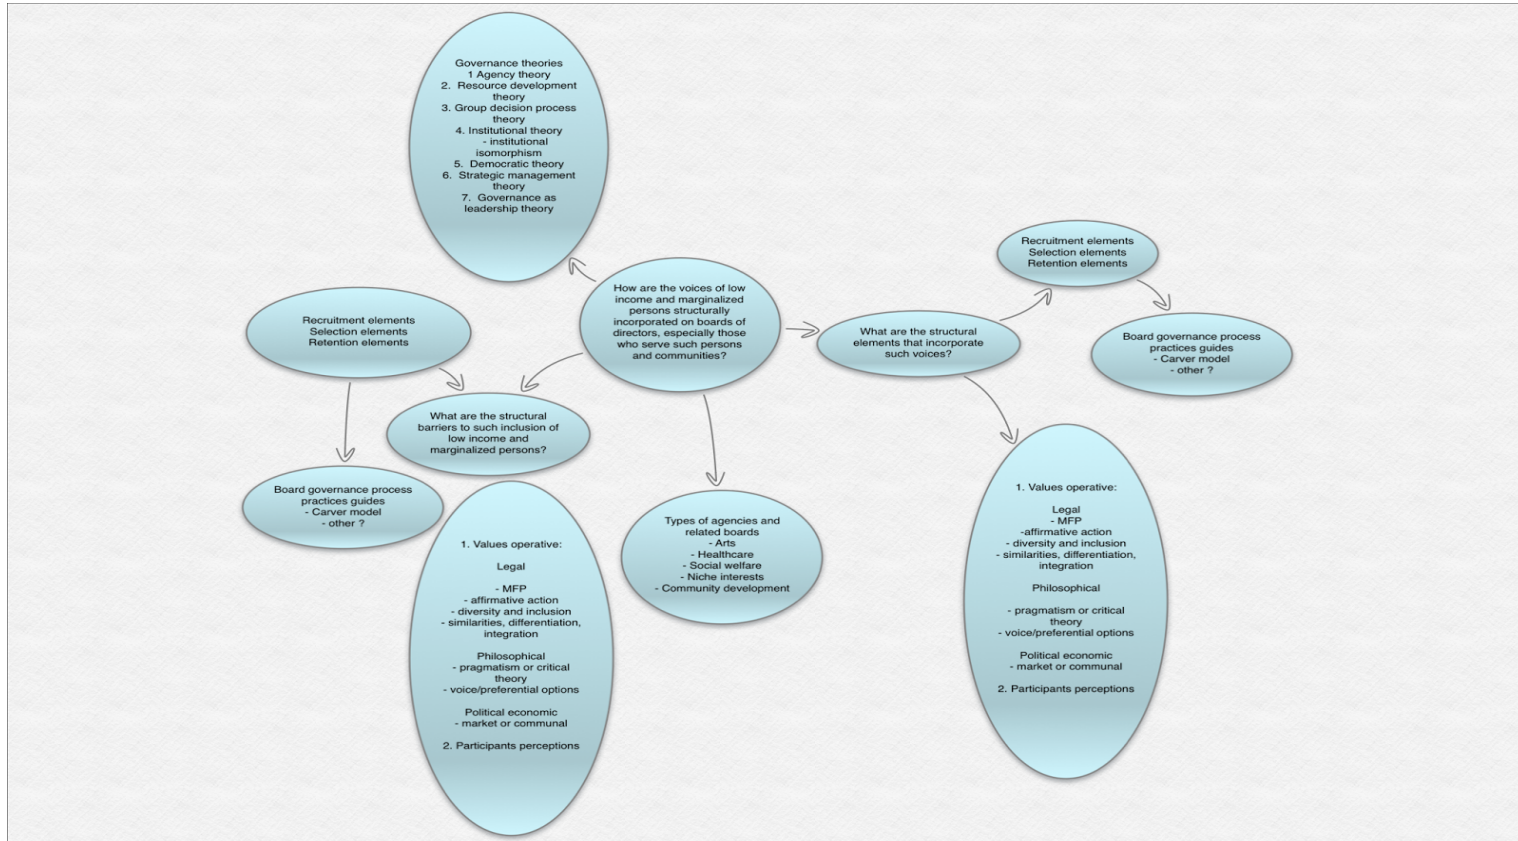 Governance theories
1 Agency theory
2. Resource development
theory
3. Group decision process
theory
4. Institutional theory
- institutional
isomorphism
5. Democratic theory
6. Strategic management
theory
7. Governance as
leadership theory
How are the voices of low
income and marginalized
persons structurally
incorporated on boards of
directors, especially those
who serve such persons
and communities?
Recruitment elements
Selection elements
Retention elements
What are the structural
barriers to such inclusion of
low income and
marginalized persons?
Board governance process
practices guides
- Carver model
- other ?
1. Values operative:
Legal
- MFP
- affirmative action
- diversity and inclusion
- similarities, differentiation,
integration
Philosophical
- pragmatism or critical
theory
- voice/preferential options
Political economic
- market or communal
2. Participants perceptions
Types of agencies and
related boards
- Arts
- Healthcare
- Social welfare
- Niche interests
- Community development
What are the structural
elements that incorporate
such voices?
Recruitment elements
Selection elements
Retention elements
Board governance process
practices guides
- Carver model
- other ?
1. Values operative:
Legal
- MFP
-affirmative action
- diversity and inclusion
- similarities, differentiation,
integration
Philosophical
- pragmatism or critical
theory
- voice/preferential options
Political economic
- market or communal
2. Participants perceptions